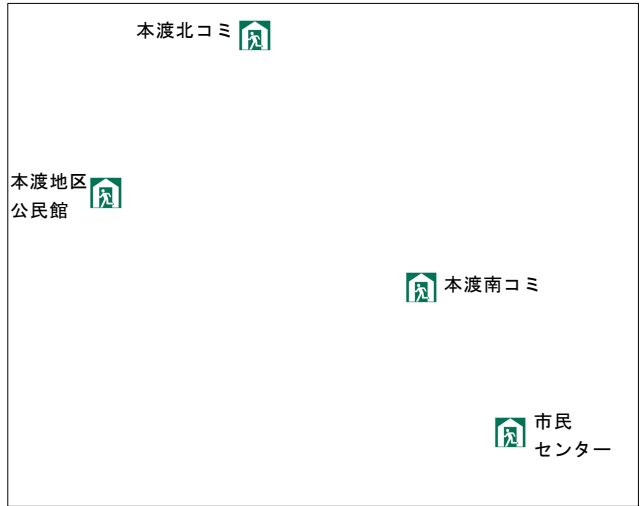 本渡北コミ
本渡地区
公民館
本渡南コミ
市民
センター